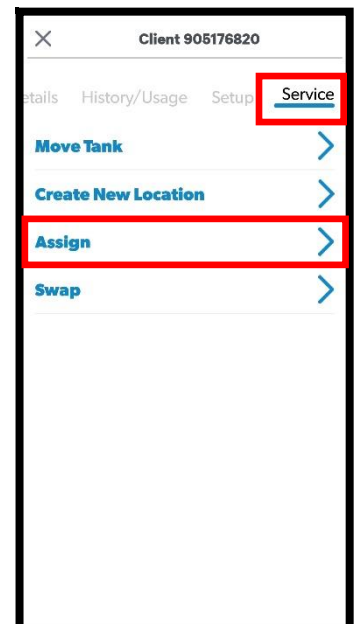 Client 905176820
etails History/Usage Setup Service
Move Tank
Create New Location
Assign
Swap